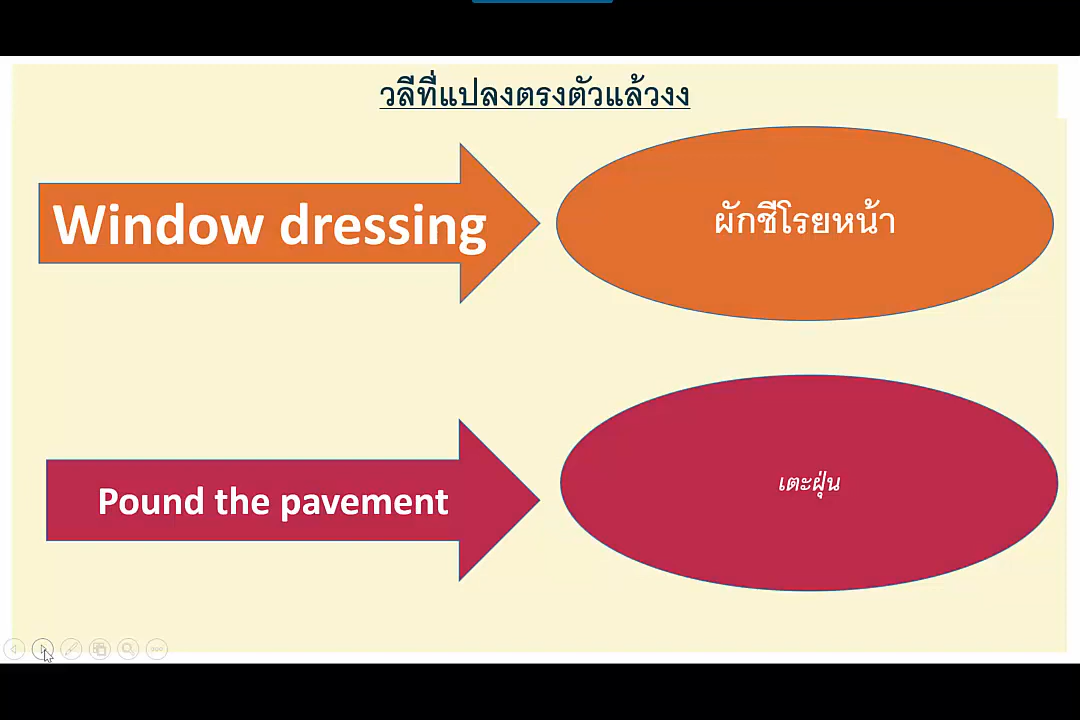 วลีที่แปลงตรงตัวแล้วงง
Window dressing
ผักชีโรยหน้า
Pound the pavement
เตะฝุ่น